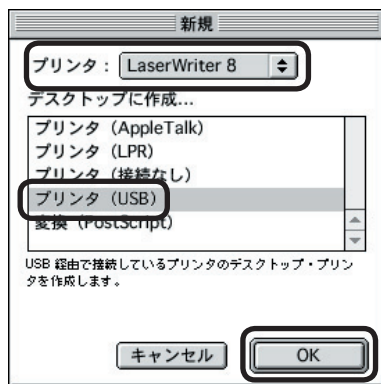 新規
プリンタ： LaserWriter 8
デスクトップに作成...
プリンタ（AppleTalk）
プリンタ（LPR）
プリンタ（接続なし）
プリンタ（USB）
変換（PostScript）
USB 経由で接続しているプリンタのデスクトップ・プリン
タを作成します。
キャンセル OK